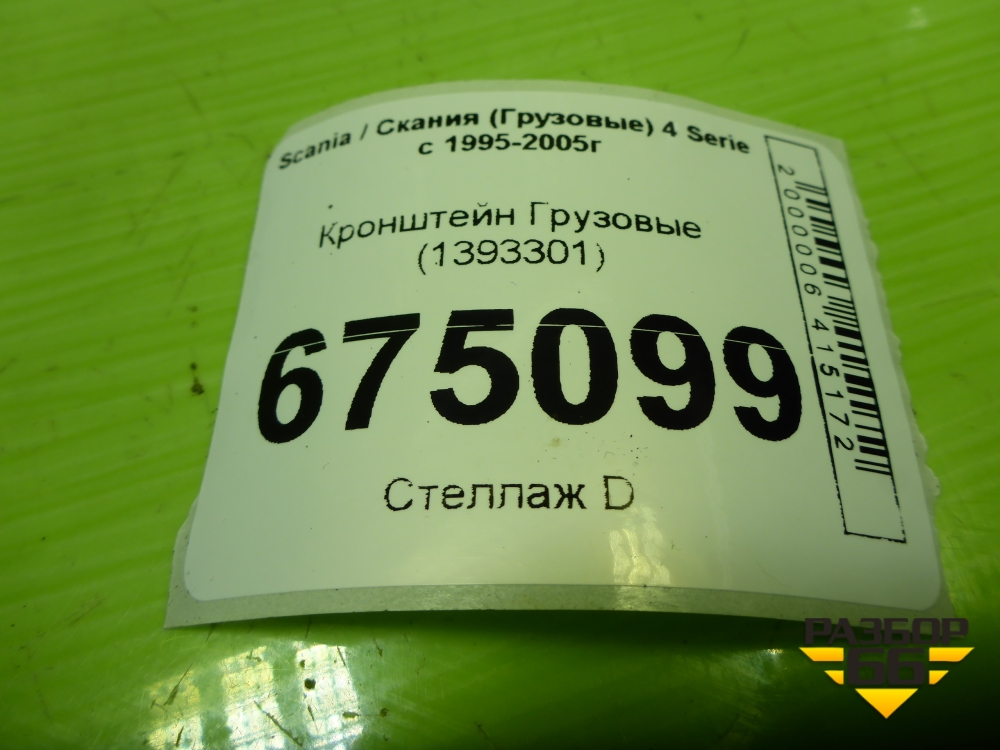 Scania / Скания (Грузовые) 4 Serie
с 1995-2005г
Кронштейн Грузовые
(1393301)
675099
Стеллаж D
2000006415172
РАЗБОР
66